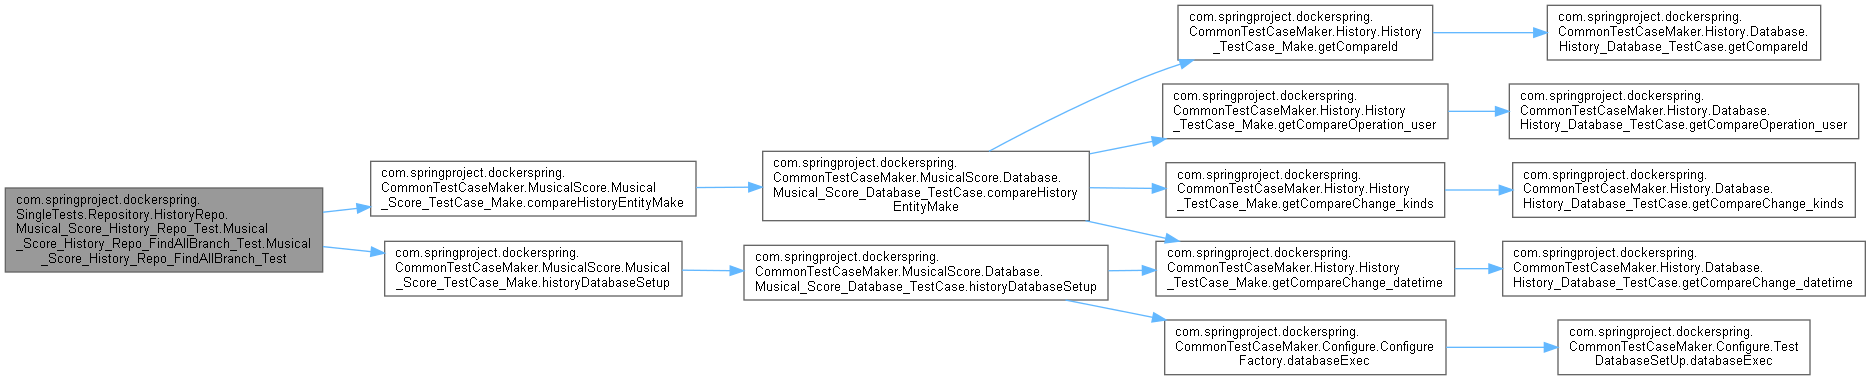 com.springproject.dockerspring.
SingleTests.Repository.HistoryRepo.
Musical_Score_History_Repo_Test.Musical
_Score_History_Repo_FindAllBranch_Test.Musical
_Score_History_Repo_FindAllBranch_Test
com.springproject.dockerspring.
CommonTestCaseMaker.MusicalScore.Musical
_Score_TestCase_Make.compareHistoryEntityMake
com.springproject.dockerspring.
CommonTestCaseMaker.MusicalScore.Musical
_Score_TestCase_Make.historyDatabaseSetup
com.springproject.dockerspring.
CommonTestCaseMaker.MusicalScore.Database.
Musical_Score_Database_TestCase.compareHistory
EntityMake
com.springproject.dockerspring.
CommonTestCaseMaker.MusicalScore.Database.
Musical_Score_Database_TestCase.historyDatabaseSetup
com.springproject.dockerspring.
CommonTestCaseMaker.History.History
_TestCase_Make.getCompareId
com.springproject.dockerspring.
CommonTestCaseMaker.History.History
_TestCase_Make.getCompareOperation_user
com.springproject.dockerspring.
CommonTestCaseMaker.History.History
_TestCase_Make.getCompareChange_kinds
com.springproject.dockerspring.
CommonTestCaseMaker.History.History
_TestCase_Make.getCompareChange_datetime
com.springproject.dockerspring.
CommonTestCaseMaker.Configure.Configure
Factory.databaseExec
com.springproject.dockerspring.
CommonTestCaseMaker.History.Database.
History_Database_TestCase.getCompareId
com.springproject.dockerspring.
CommonTestCaseMaker.History.Database.
History_Database_TestCase.getCompareOperation_user
com.springproject.dockerspring.
CommonTestCaseMaker.History.Database.
History_Database_TestCase.getCompareChange_kinds
com.springproject.dockerspring.
CommonTestCaseMaker.History.Database.
History_Database_TestCase.getCompareChange_datetime
com.springproject.dockerspring.
CommonTestCaseMaker.Configure.Test
DatabaseSetUp.databaseExec